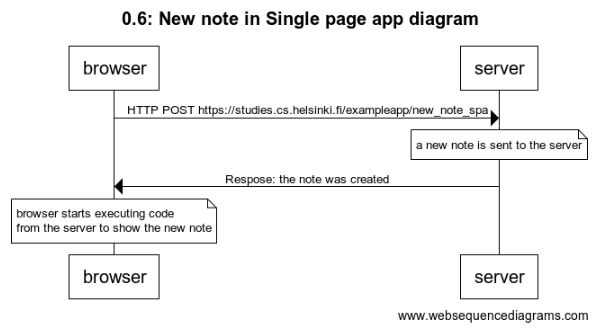 0.6: New note in Single page app diagram
browser
server
HTTP POST https://studies.cs.helsinki.fi/exampleapp/new_note_spa
a new note is sent to the server
Respose: the note was created
browser starts executing code
from the server to show the new note
browser
server
www.websequencediagrams.com